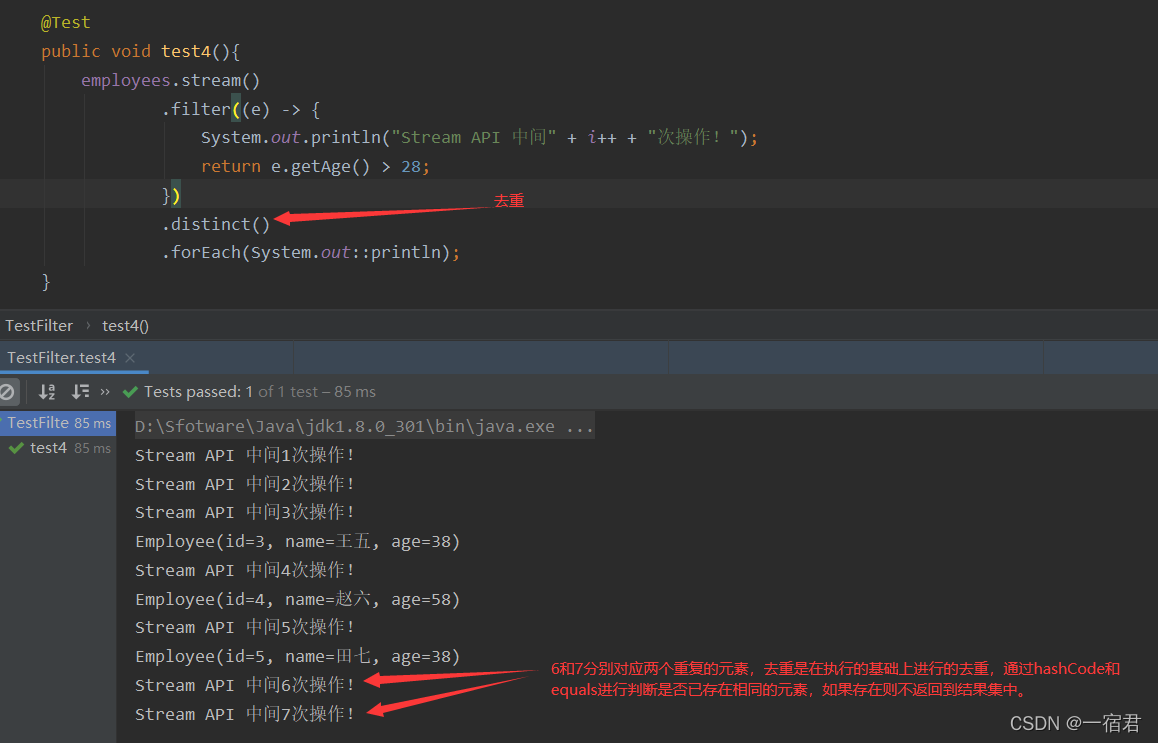 @Test
public void test4(){
employees.stream()
.filter((e) -> {
System.out.println("Stream API 中间" + i++ + "次操作！");
return e.getAge() > 28;
})
去重
.distinct()
.forEach(System.out::println);
}
TestFilter › test4()
TestFilter.test4 ×
» Tests passed: 1 of 1 test – 85 ms
TestFilte 85 ms
test4 85 ms
D:\Sfotware\Java\jdk1.8.0_301\bin\java.exe ...
Stream API 中间1次操作！
Stream API 中间2次操作！
Stream API 中间3次操作！
Employee(id=3, name=王五, age=38)
Stream API 中间4次操作！
Employee(id=4, name=赵六, age=58)
Stream API 中间5次操作！
Employee(id=5, name=田七, age=38)
Stream API 中间6次操作！
Stream API 中间7次操作！
6和7分别对应两个重复的元素，去重是在执行的基础上进行的去重，通过hashCode和
equals进行判断是否已存在相同的元素，如果存在则不返回到结果集中。
CSDN @一宿君